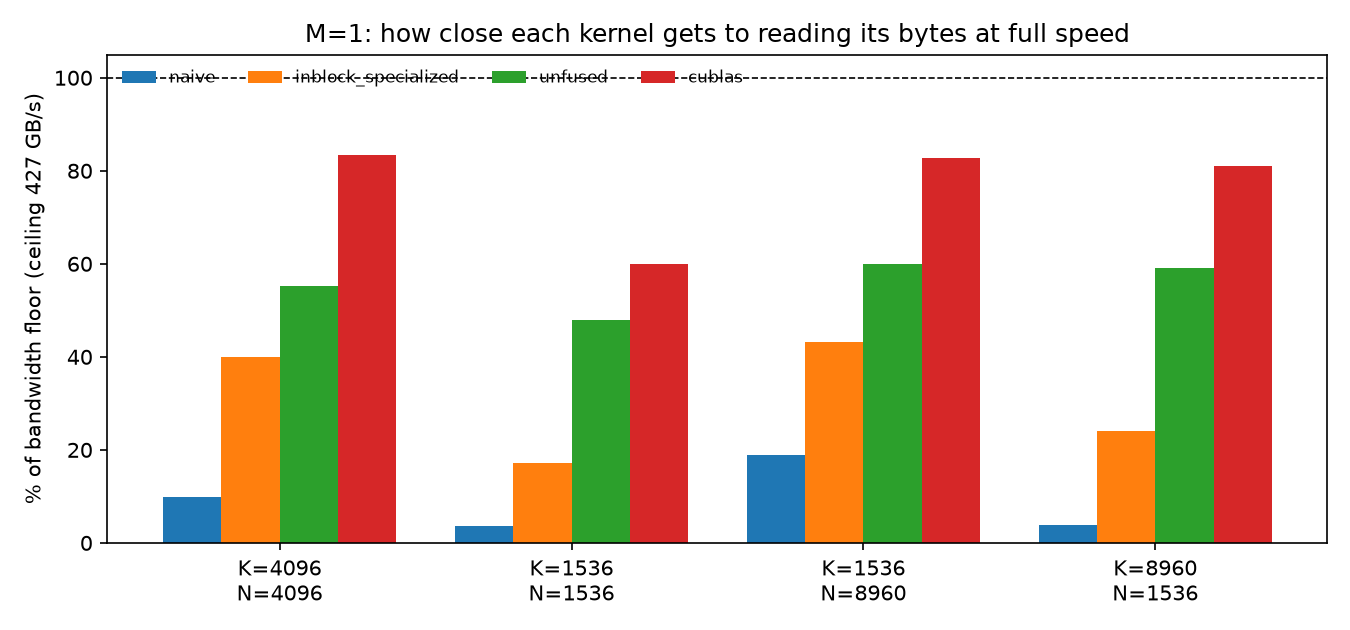 M=1: how close each kernel gets to reading its bytes at full speed
% of bandwidth floor (ceiling 427 GB/s)
100
80
60
40
20
0
naive inblock_specialized unfused cublas
K=4096 K=1536 K=1536 K=8960
N=4096 N=1536 N=8960 N=1536